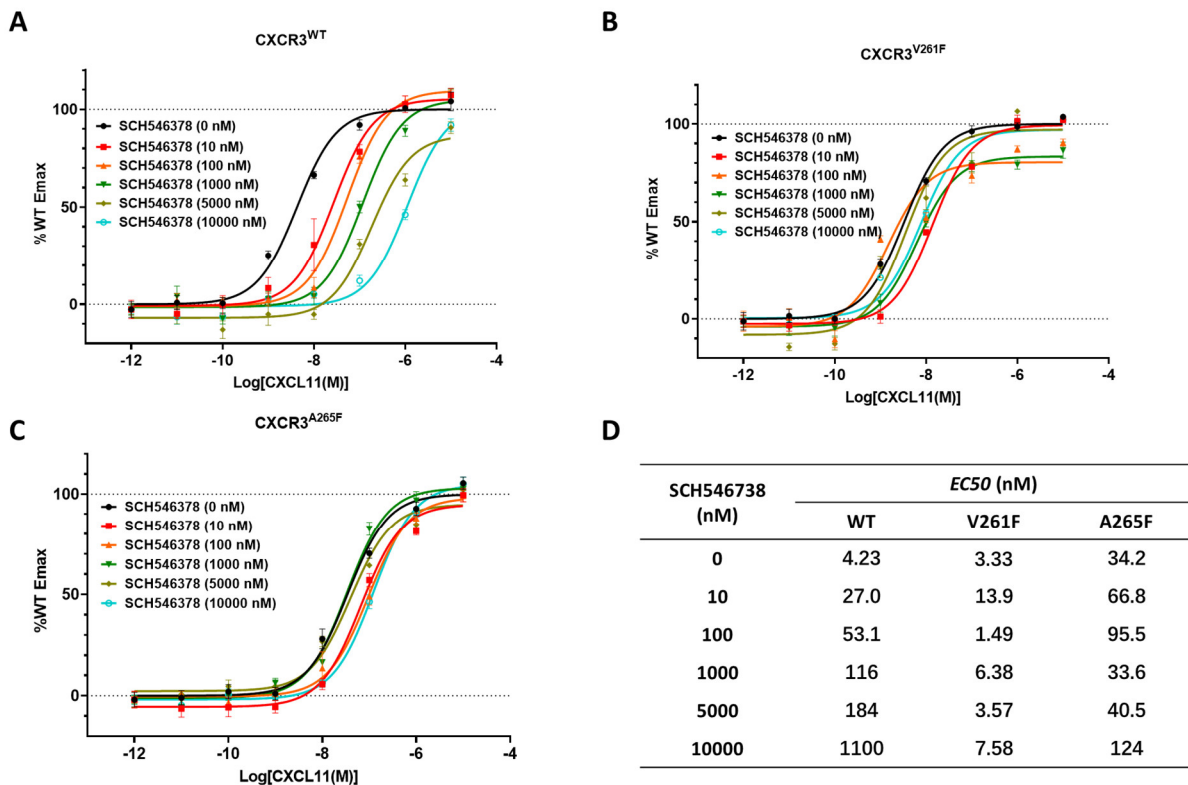 A
CXCR3WT
100
50
0
% WT Emax
SCH546378 (0 nM)
SCH546378 (10 nM)
SCH546378 (100 nM)
SCH546378 (1000 nM)
SCH546378 (5000 nM)
SCH546378 (10000 nM)
-12
-10
-8
-6
-4
Log[CXCL11(M)]
B
CXCR3V261F
100
50
0
% WT Emax
SCH546378 (0 nM)
SCH546378 (10 nM)
SCH546378 (100 nM)
SCH546378 (1000 nM)
SCH546378 (5000 nM)
SCH546378 (10000 nM)
-12
-10
-8
-6
-4
Log[CXCL11(M)]
C
CXCR3A265F
100
50
0
%WT Emax
SCH546378 (0 nM)
SCH546378 (10 nM)
SCH546378 (100 nM)
SCH546378 (1000 nM)
SCH546378 (5000 nM)
SCH546378 (10000 nM)
-12
-10
-8
-6
-4
Log[CXCL11(M)]
D
SCH546738 (nM) EC50 (nM)
WT V261F A265F
0 4.23 3.33 34.2
10 27.0 13.9 66.8
100 53.1 1.49 95.5
1000 116 6.38 33.6
5000 184 3.57 40.5
10000 1100 7.58 124